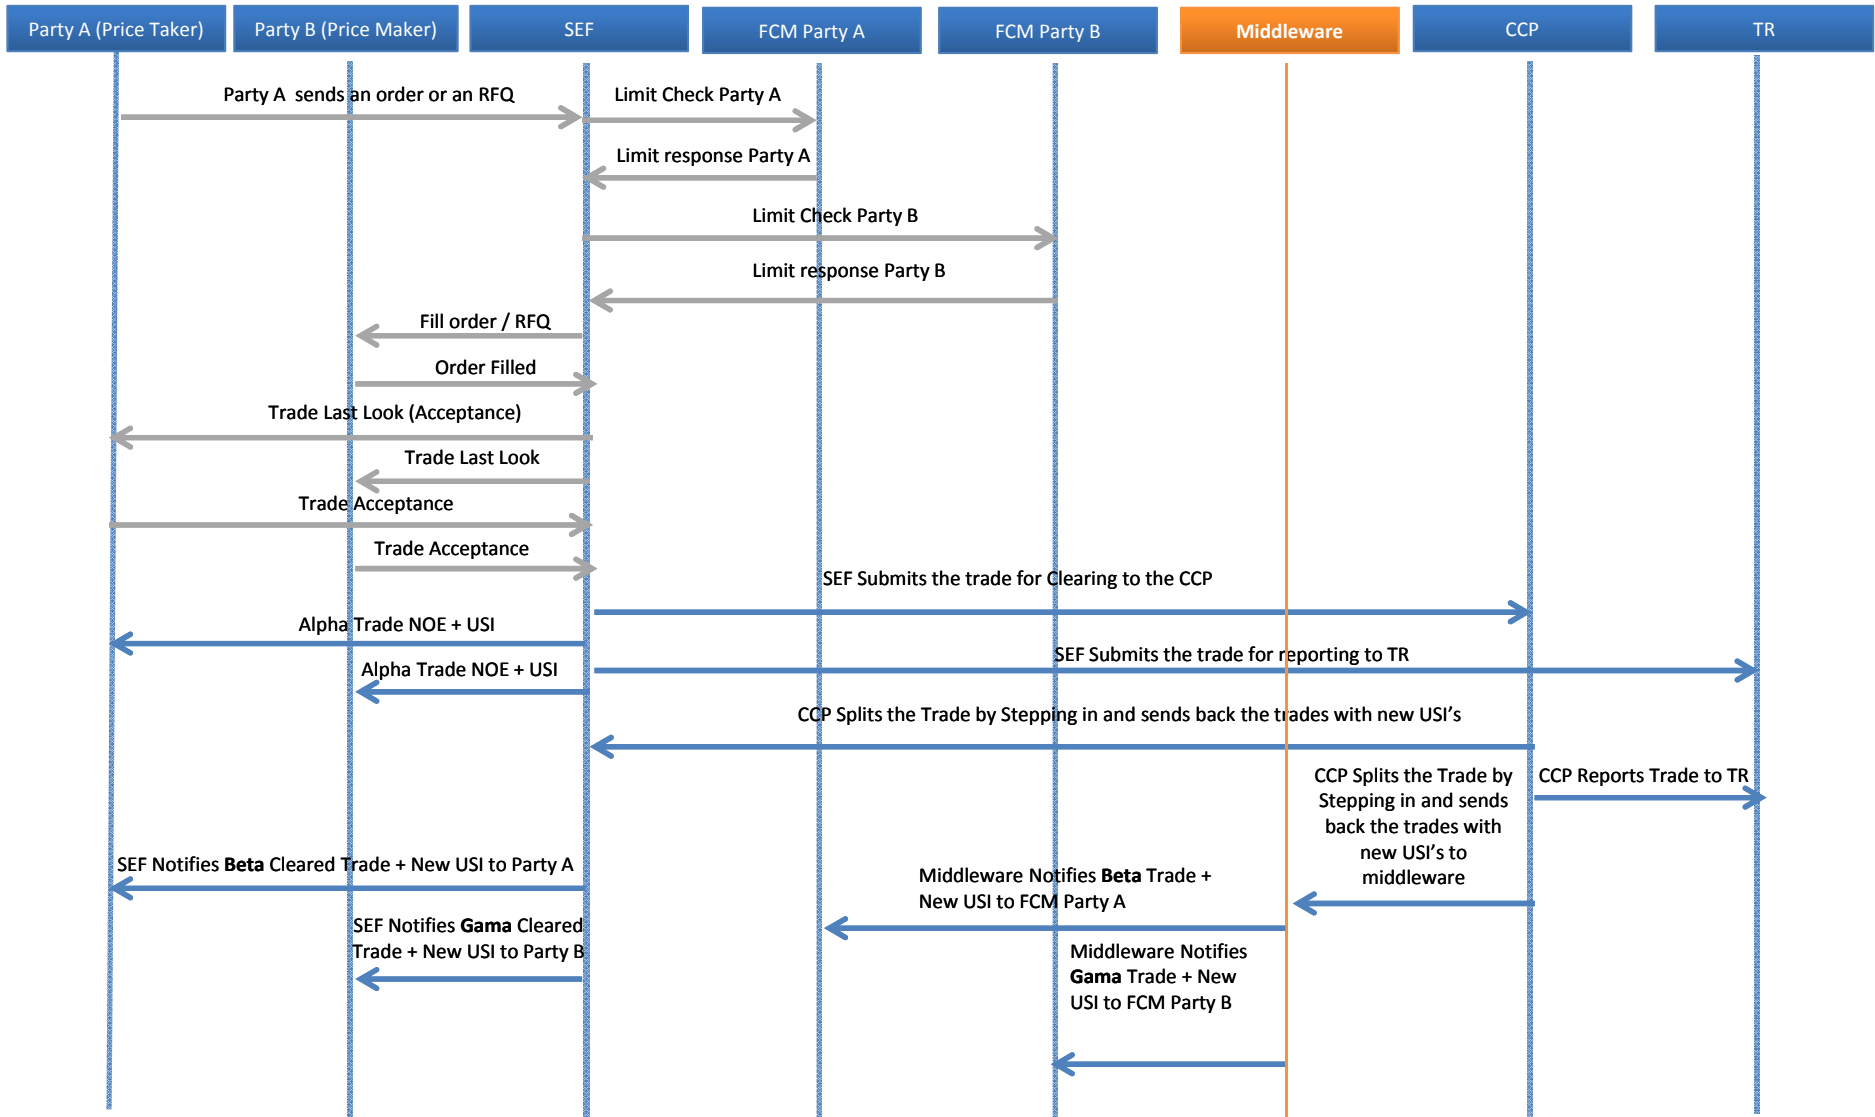 Party A (Price Taker)
Party B (Price Maker)
SEF
FCM Party A
FCM Party B
Middleware
CCP
TR
Party A  sends an order or an RFQ
Limit Check Party A
Limit response Party A
Limit Check Party B
Limit response Party B
Fill order / RFQ
Order Filled
Trade Last Look (Acceptance)
Trade Last Look
Trade Acceptance
Trade Acceptance
SEF Submits the trade for Clearing to the CCP
Alpha Trade NOE + USI
SEF Submits the trade for reporting to TR
Alpha Trade NOE + USI
CCP Splits the Trade by Stepping in and sends back the trades with new USI's
CCP Splits the Trade by
Stepping in and sends
back the trades with
new USI's to
middleware
CCP Reports Trade to TR
SEF Notifies Beta Cleared Trade + New USI to Party A
Middleware Notifies Beta Trade +
New USI to FCM Party A
SEF Notifies Gama Cleared
Trade + New USI to Party B
Middleware Notifies
Gama Trade + New
USI to FCM Party B